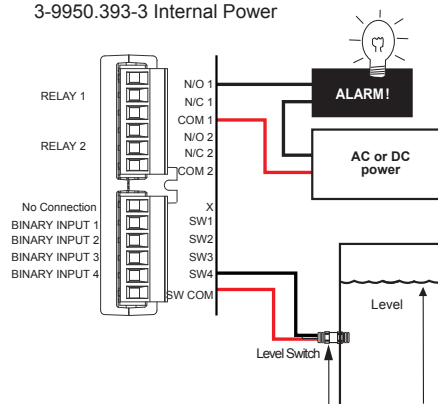 3-9950.393-3 Internal Power
RELAY 1
RELAY 2
N/O 1
N/C 1
COM 1
N/O 2
N/C 2
COM 2
ALARM!
AC or DC
power
No Connection
BINARY INPUT 1
BINARY INPUT 2
BINARY INPUT 3
BINARY INPUT 4
X
SW1
SW2
SW3
SW4
SW COM
Level
Level Switch